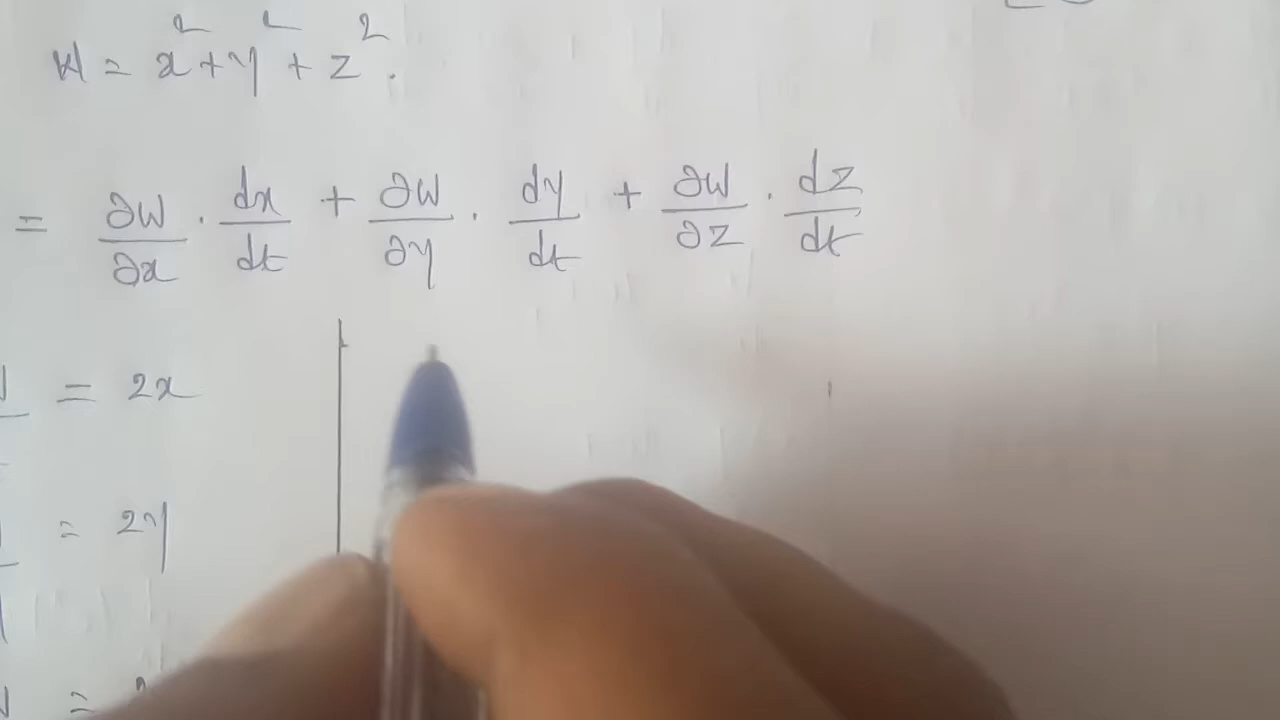 W = x² + y² + z².
= ∂W/∂x · dx/dt + ∂W/∂y · dy/dt + ∂W/∂z · dz/dt
= 2x
= 2y
=